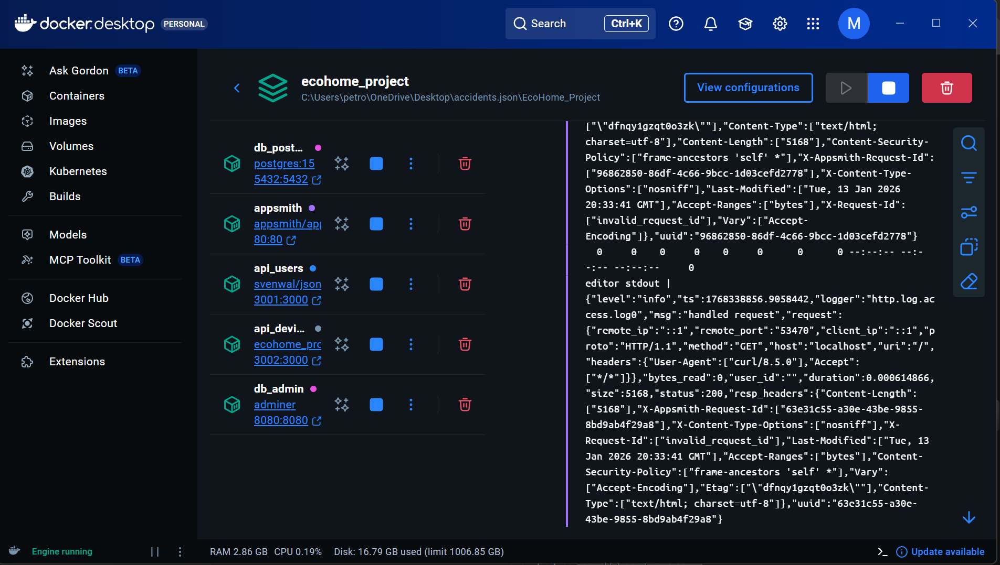 docker desktop PERSONAL
Search Ctrl+K
M
Ask Gordon BETA
Containers
Images
Volumes
Kubernetes
Builds
Models
MCP Toolkit BETA
Docker Hub
Docker Scout
Extensions
ecohome_project
C:\Users\petro\OneDrive\Desktop\accidents.json\EcoHome_Project
View configurations
db_post...
postgres:15
5432:5432
appsmith
appsmith/app
80:80
api_users
svenwal/json
3001:3000
api_devi...
ecohome_pro
3002:3000
db_admin
adminer
8080:8080
["\"dfnqy1gzqt0o3zk\""],"Content-Type":["text/html;
charset=utf-8"],"Content-Length":["5168"],"Content-Security-
Policy":["frame-ancestors 'self' *"],"X-Appsmith-Request-Id":
["96862850-86df-4c66-9bcc-1d03cefd2778"],"X-Content-Type-
Options":["nosniff"],"Last-Modified":["Tue, 13 Jan 2026
20:33:41 GMT"],"Accept-Ranges":["bytes"],"X-Request-Id":
["invalid_request_id"],"Vary":["Accept-
Encoding"]},"uuid":"96862850-86df-4c66-9bcc-1d03cefd2778"}
0 0 0 0 0 0 0 0 --:--:-- --:-
-:-- --:--:-- 0
editor stdout |
{"level":"info","ts":1768338856.9058442,"logger":"http.log.ac
cess.log0","msg":"handled request","request":
{"remote_ip":"::1","remote_port":"53470","client_ip":"::1","p
roto":"HTTP/1.1","method":"GET","host":"localhost","uri":"/",
"headers":{"User-Agent":["curl/8.5.0"],"Accept":
["*/*"]}},"bytes_read":0,"user_id":"","duration":0.000614866,
"size":5168,"status":200,"resp_headers":{"Content-Length":
["5168"],"X-Appsmith-Request-Id":["63e31c55-a30e-43be-9855-
8bd9ab4f29a8"],"X-Content-Type-Options":["nosniff"],"X-
Request-Id":["invalid_request_id"],"Last-Modified":["Tue, 13
Jan 2026 20:33:41 GMT"],"Accept-Ranges":["bytes"],"Content-
Security-Policy":["frame-ancestors 'self' *"],"Vary":
["Accept-Encoding"],"Etag":["\"dfnqy1gzqt0o3zk\""],"Content-
Type":["text/html; charset=utf-8"]},"uuid":"63e31c55-a30e-
43be-9855-8bd9ab4f29a8"}
Engine running
RAM 2.86 GB CPU 0.19% Disk: 16.79 GB used (limit 1006.85 GB)
Update available